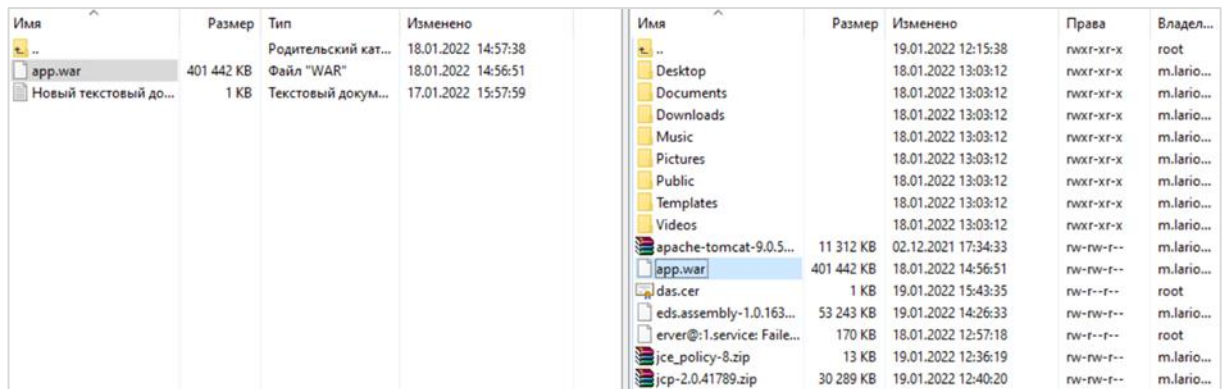 Имя Размер Тип Изменено
.. Родительский кат... 18.01.2022 14:57:38
app.war 401 442 KB Файл "WAR" 18.01.2022 14:56:51
Новый текстовый до... 1 KB Текстовый докум... 17.01.2022 15:57:59
Имя Размер Изменено Права Владел...
.. 19.01.2022 12:15:38 rwxr-xr-x root
Desktop 18.01.2022 13:03:12 rwxr-xr-x m.lario...
Documents 18.01.2022 13:03:12 rwxr-xr-x m.lario...
Downloads 18.01.2022 13:03:12 rwxr-xr-x m.lario...
Music 18.01.2022 13:03:12 rwxr-xr-x m.lario...
Pictures 18.01.2022 13:03:12 rwxr-xr-x m.lario...
Public 18.01.2022 13:03:12 rwxr-xr-x m.lario...
Templates 18.01.2022 13:03:12 rwxr-xr-x m.lario...
Videos 18.01.2022 13:03:12 rwxr-xr-x m.lario...
apache-tomcat-9.0.5... 11 312 KB 02.12.2021 17:34:33 rw-rw-r-- m.lario...
app.war 401 442 KB 18.01.2022 14:56:51 rw-rw-r-- m.lario...
das.cer 1 KB 19.01.2022 15:43:35 rw-r--r-- root
eds.assembly-1.0.163... 53 243 KB 19.01.2022 14:26:33 rw-rw-r-- m.lario...
erver@:1.service: Faile... 170 KB 18.01.2022 12:57:18 rw-r--r-- root
jce_policy-8.zip 13 KB 19.01.2022 12:36:19 rw-rw-r-- m.lario...
jcp-2.0.41789.zip 30 289 KB 19.01.2022 12:40:20 rw-rw-r-- m.lario...